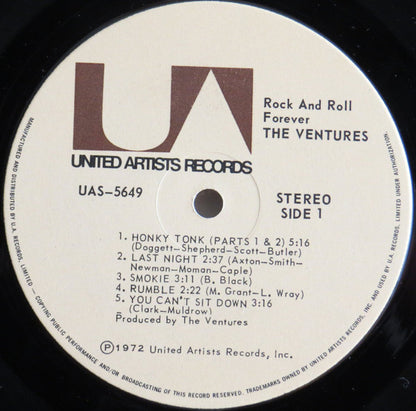 UA
Rock And Roll
Forever
THE VENTURES
UNITED ARTISTS RECORDS
UAS–5649
STEREO
SIDE 1
1. HONKY TONK (PARTS 1 & 2) 5:16
(Doggett–Shepherd–Scott–Butler)
2. LAST NIGHT 2:37 (Axton–Smith–
Newman–Moman–Caple)
3. SMOKIE 3:11 (B. Black)
4. RUMBLE 2:22 (M. Grant–L. Wray)
5. YOU CAN'T SIT DOWN 3:16
(Clark–Muldrow)
Produced by The Ventures
Ⓟ1972 United Artists Records, Inc.
MANUFACTURED AND DISTRIBUTED BY U.A. RECORDS, LIMITED – COPYING PUBLIC PERFORMANCE AND/OR BROADCASTING OF THIS RECORD RESERVED. TRADEMARKS OWNED BY UNITED ARTISTS RECORDS, INC. AND USED BY U.A. RECORDS, LIMITED UNDER AUTHORIZATION.